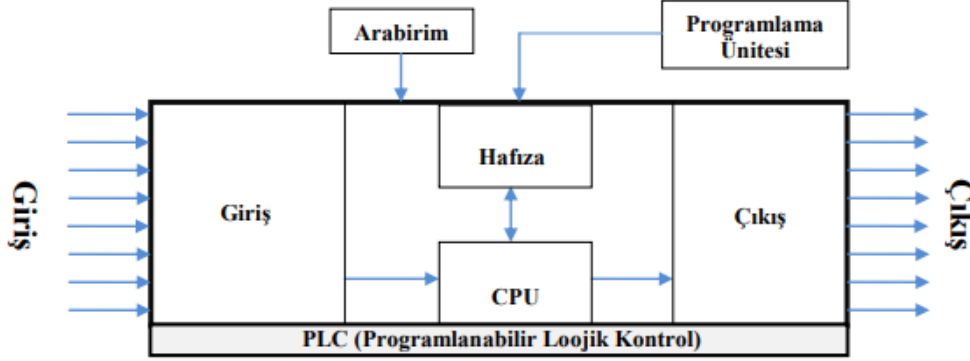 Arabirim
Programlama
Ünitesi
Giriş
Giriş
Hafıza
CPU
Çıkış
Çıkış
PLC (Programlanabilir Loojik Kontrol)